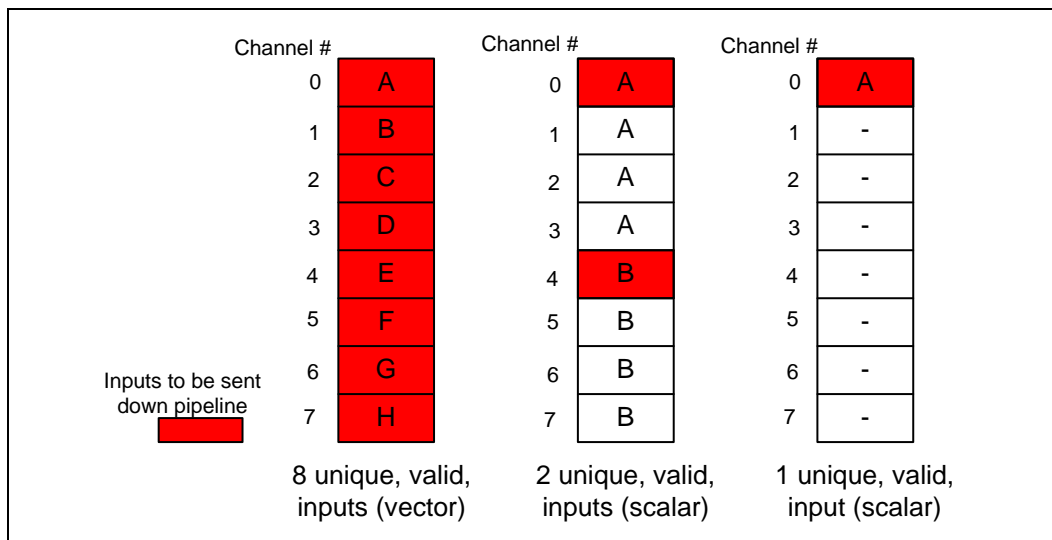 Channel #
0 A
1 B
2 C
3 D
4 E
5 F
6 G
7 H
8 unique, valid,
inputs (vector)
Channel #
0 A
1 A
2 A
3 A
4 B
5 B
6 B
7 B
2 unique, valid,
inputs (scalar)
Channel #
0 A
1 -
2 -
3 -
4 -
5 -
6 -
7 -
1 unique, valid,
input (scalar)
Inputs to be sent
down pipeline